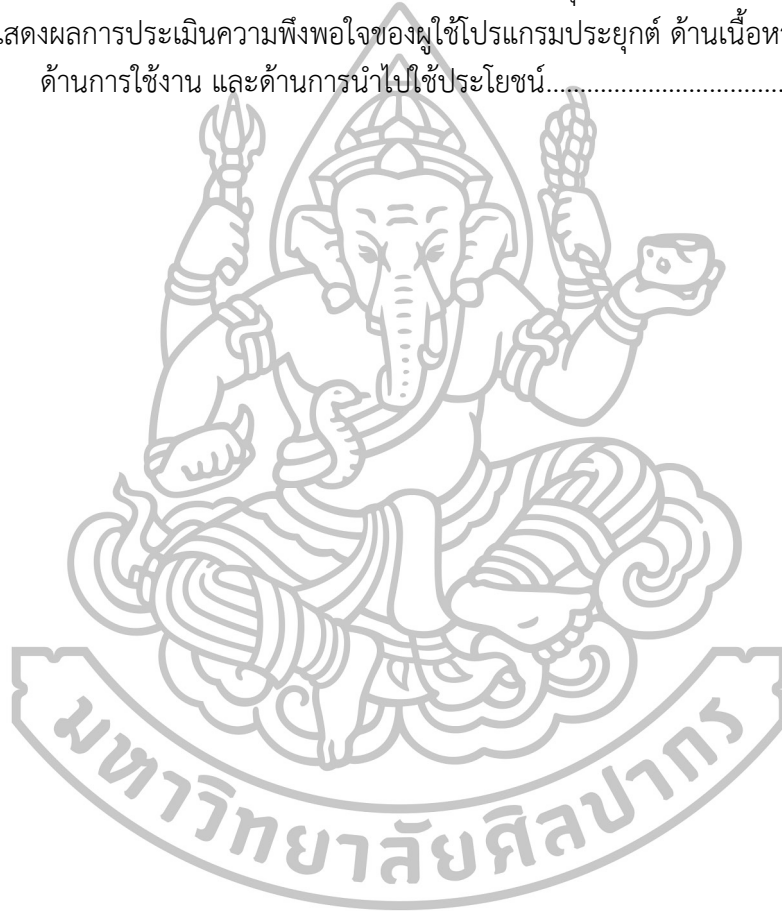 แสดงผลการประเมินความพึงพอใจของผู้ใช้โปรแกรมประยุกต์ ด้านเนื้อหา
ด้านการใช้งาน และด้านการนำไปใช้ประโยชน์................................
มหาวิทยาลัยศิลปากร